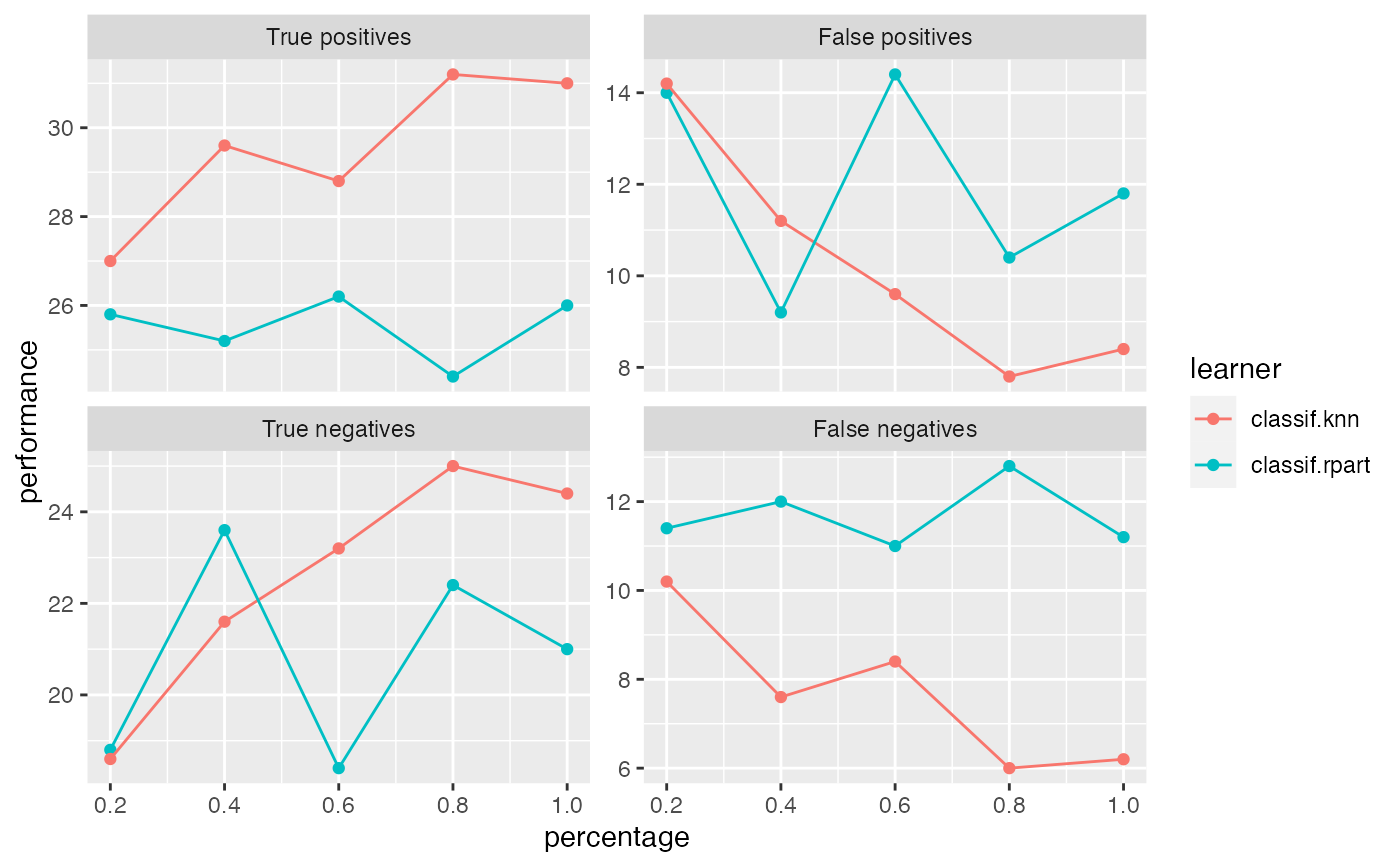 True positives
False positives
30
28
26
14
12
10
8
performance
True negatives
False negatives
24
22
20
12
10
8
6
0.2 0.4 0.6 0.8 1.0
0.2 0.4 0.6 0.8 1.0
percentage
learner
classif.knn
classif.rpart